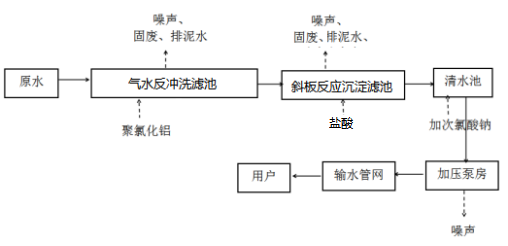 噪声、
固废、排泥水
噪声、
固废、排泥水、
原水
气水反冲洗滤池
斜板反应沉淀滤池
清水池
聚氯化铝
盐酸
加次氯酸钠
用户
输水管网
加压泵房
噪声